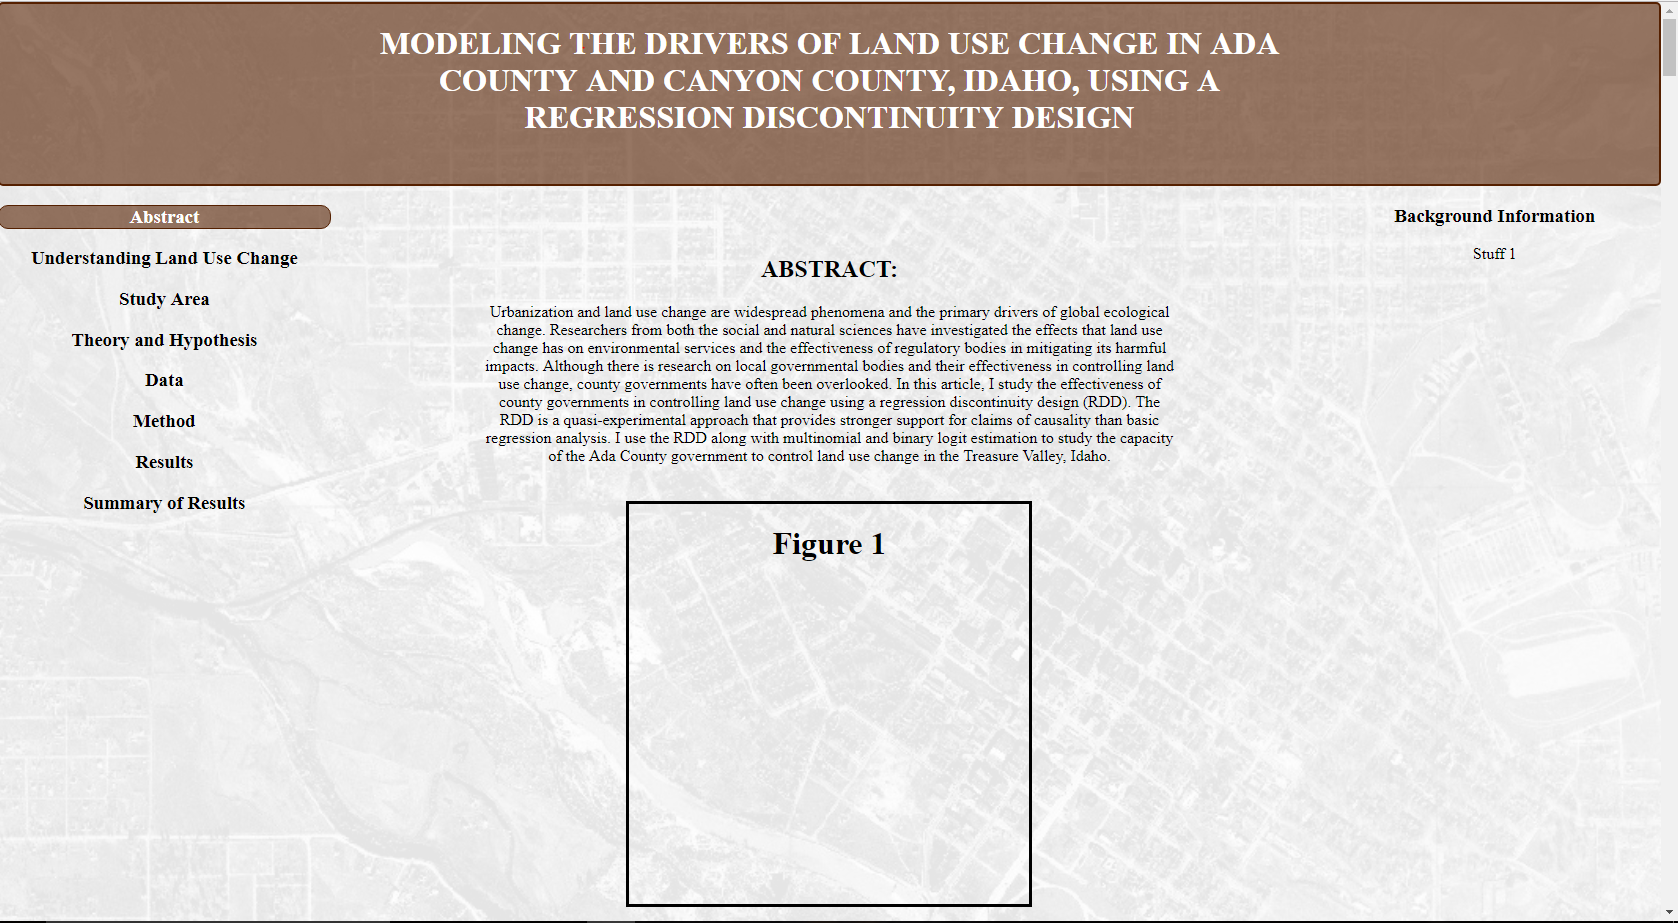 MODELING THE DRIVERS OF LAND USE CHANGE IN ADA
COUNTY AND CANYON COUNTY, IDAHO, USING A
REGRESSION DISCONTINUITY DESIGN
Abstract
Understanding Land Use Change
Study Area
Theory and Hypothesis
Data
Method
Results
Summary of Results
ABSTRACT:
Urbanization and land use change are widespread phenomena and the primary drivers of global ecological
change. Researchers from both the social and natural sciences have investigated the effects that land use
change has on environmental services and the effectiveness of regulatory bodies in mitigating its harmful
impacts. Although there is research on local governmental bodies and their effectiveness in controlling land
use change, county governments have often been overlooked. In this article, I study the effectiveness of
county governments in controlling land use change using a regression discontinuity design (RDD). The
RDD is a quasi-experimental approach that provides stronger support for claims of causality than basic
regression analysis. I use the RDD along with multinomial and binary logit estimation to study the capacity
of the Ada County government to control land use change in the Treasure Valley, Idaho.
Figure 1
Background Information
Stuff 1